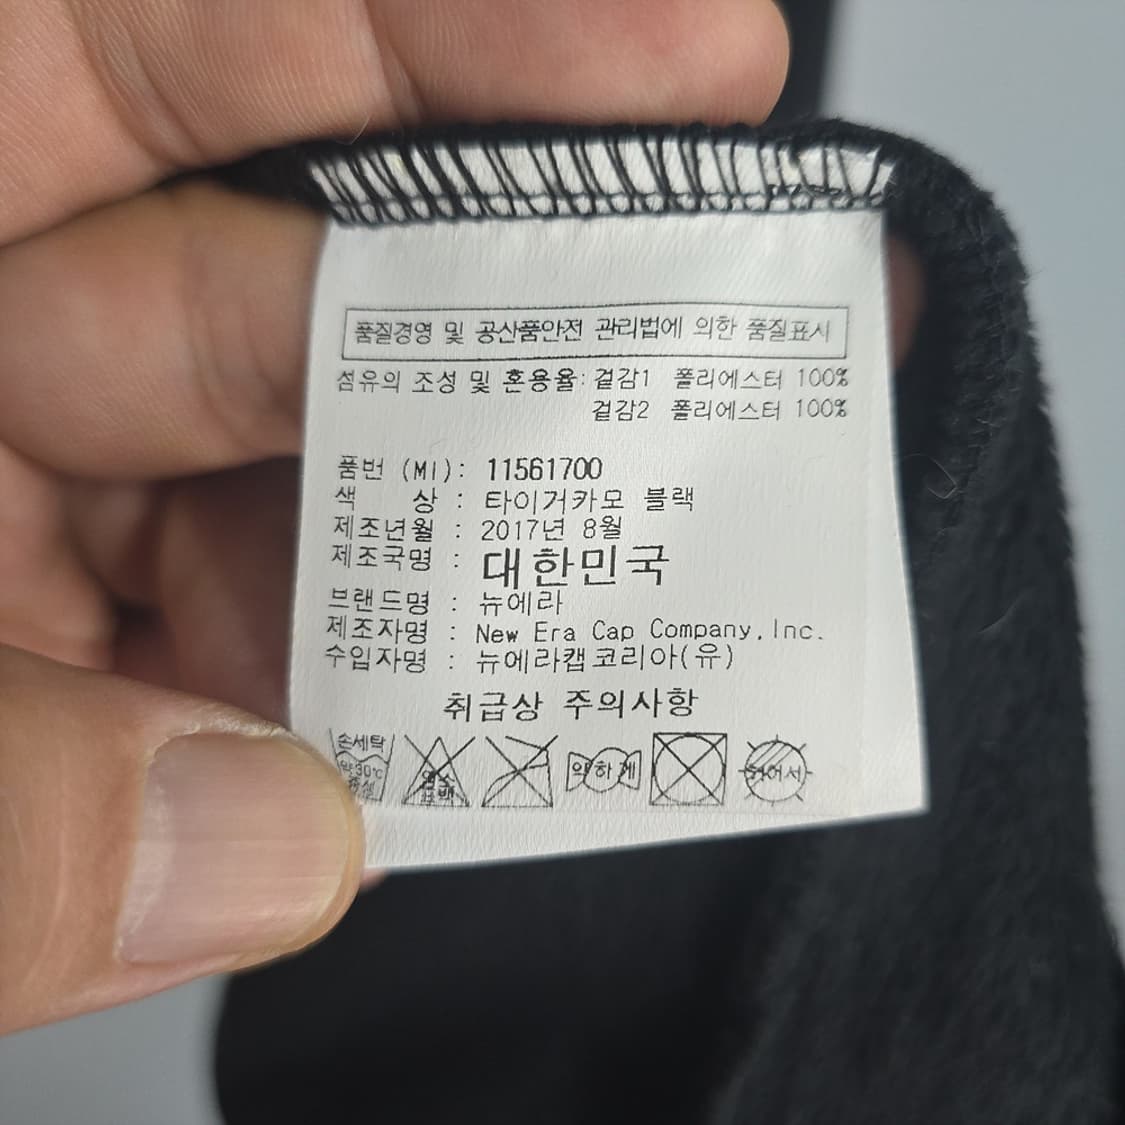 품질경영 및 공산품안전 관리법에 의한 품질표시
섬유의 조성 및 혼용율: 겉감1 폴리에스터 100%
겉감2 폴리에스터 100%
품번 (MI): 11561700
색 상 : 타이거카모 블랙
제조년월 : 2017년 8월
제조국명 : 대한민국
브랜드명 : 뉴에라
제조자명 : New Era Cap Company,Inc.
수입자명 : 뉴에라캡코리아(유)
취급상 주의사항
손세탁
약30℃
중성
염소
표백
약하게
뉘어서